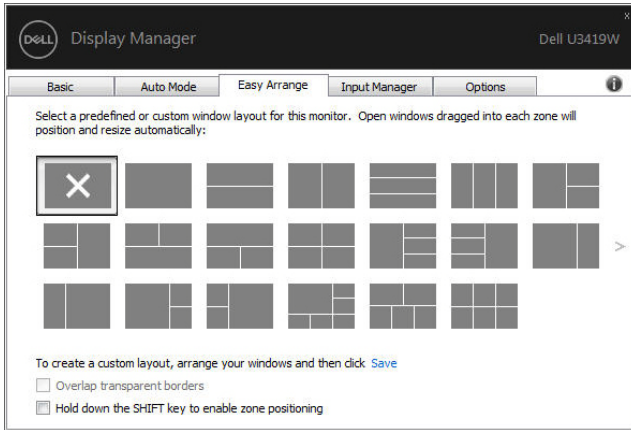 x
DELL Display Manager Dell U3419W
Basic Auto Mode Easy Arrange Input Manager Options i
Select a predefined or custom window layout for this monitor. Open windows dragged into each zone will
position and resize automatically:
>
To create a custom layout, arrange your windows and then click Save
Overlap transparent borders
Hold down the SHIFT key to enable zone positioning